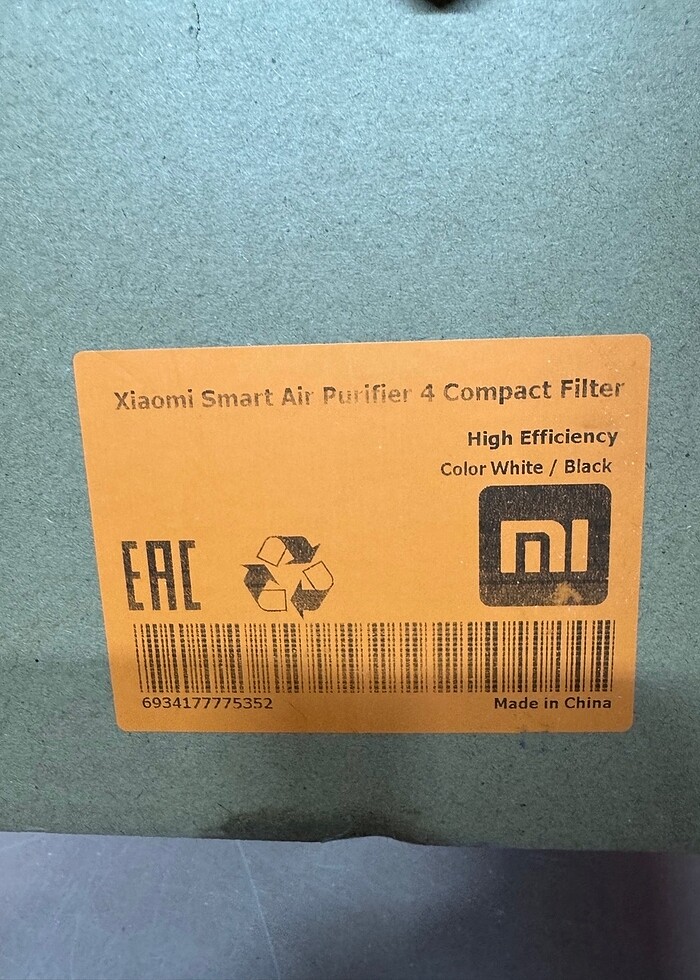 Xiaomi Smart Air Purifier 4 Compact Filter
High Efficiency
Color White / Black
mi
EAC
6934177775352
Made in China